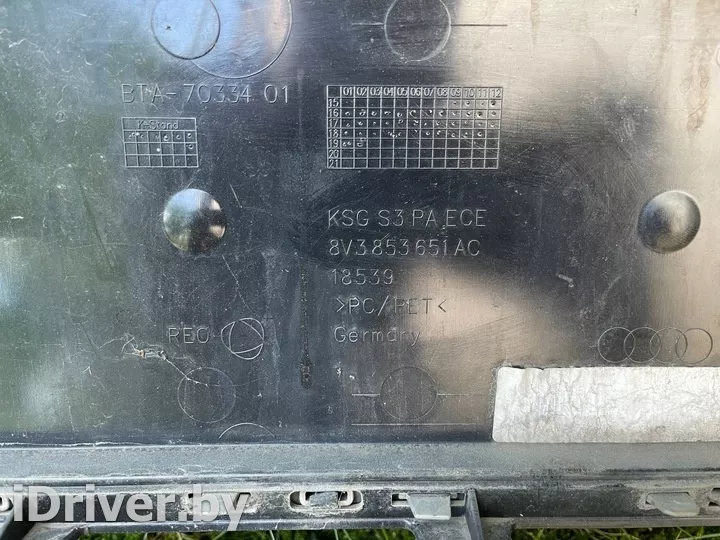 BTA-70334 01
01 02 03 04 05 06 07 08 09 10 11 12
15
16
17
18
19
20
21
K-Stand
KSG S3 PA ECE
8V3 853 651 AC
18539
>PC/PET<
REO
Germany
iDriver.by